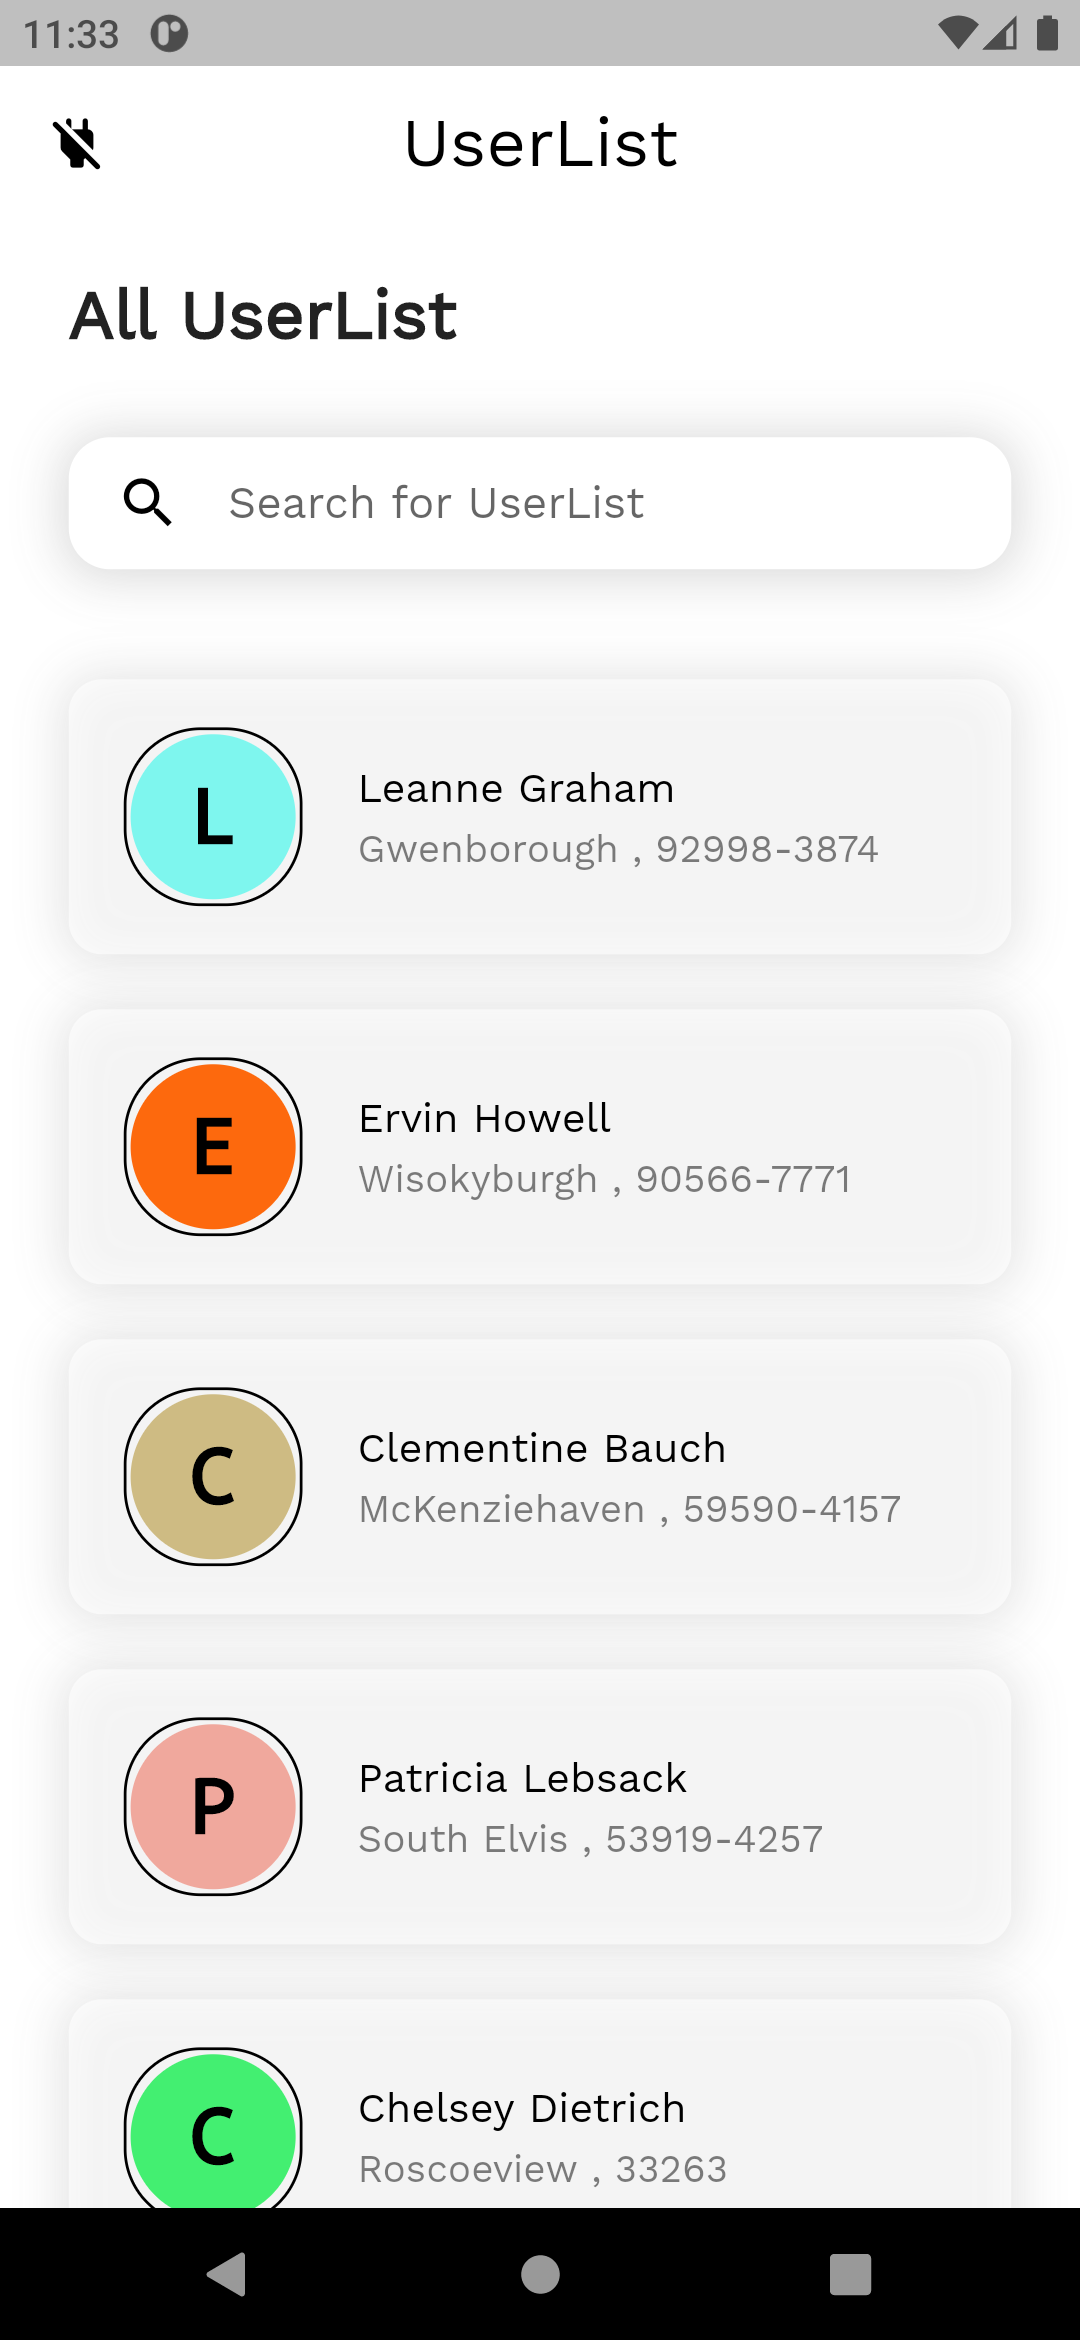 11:33
UserList
All UserList
Search for UserList
L
Leanne Graham
Gwenborough , 92998-3874
E
Ervin Howell
Wisokyburgh , 90566-7771
C
Clementine Bauch
McKenziehaven , 59590-4157
P
Patricia Lebsack
South Elvis , 53919-4257
C
Chelsey Dietrich
Roscoeview , 33263